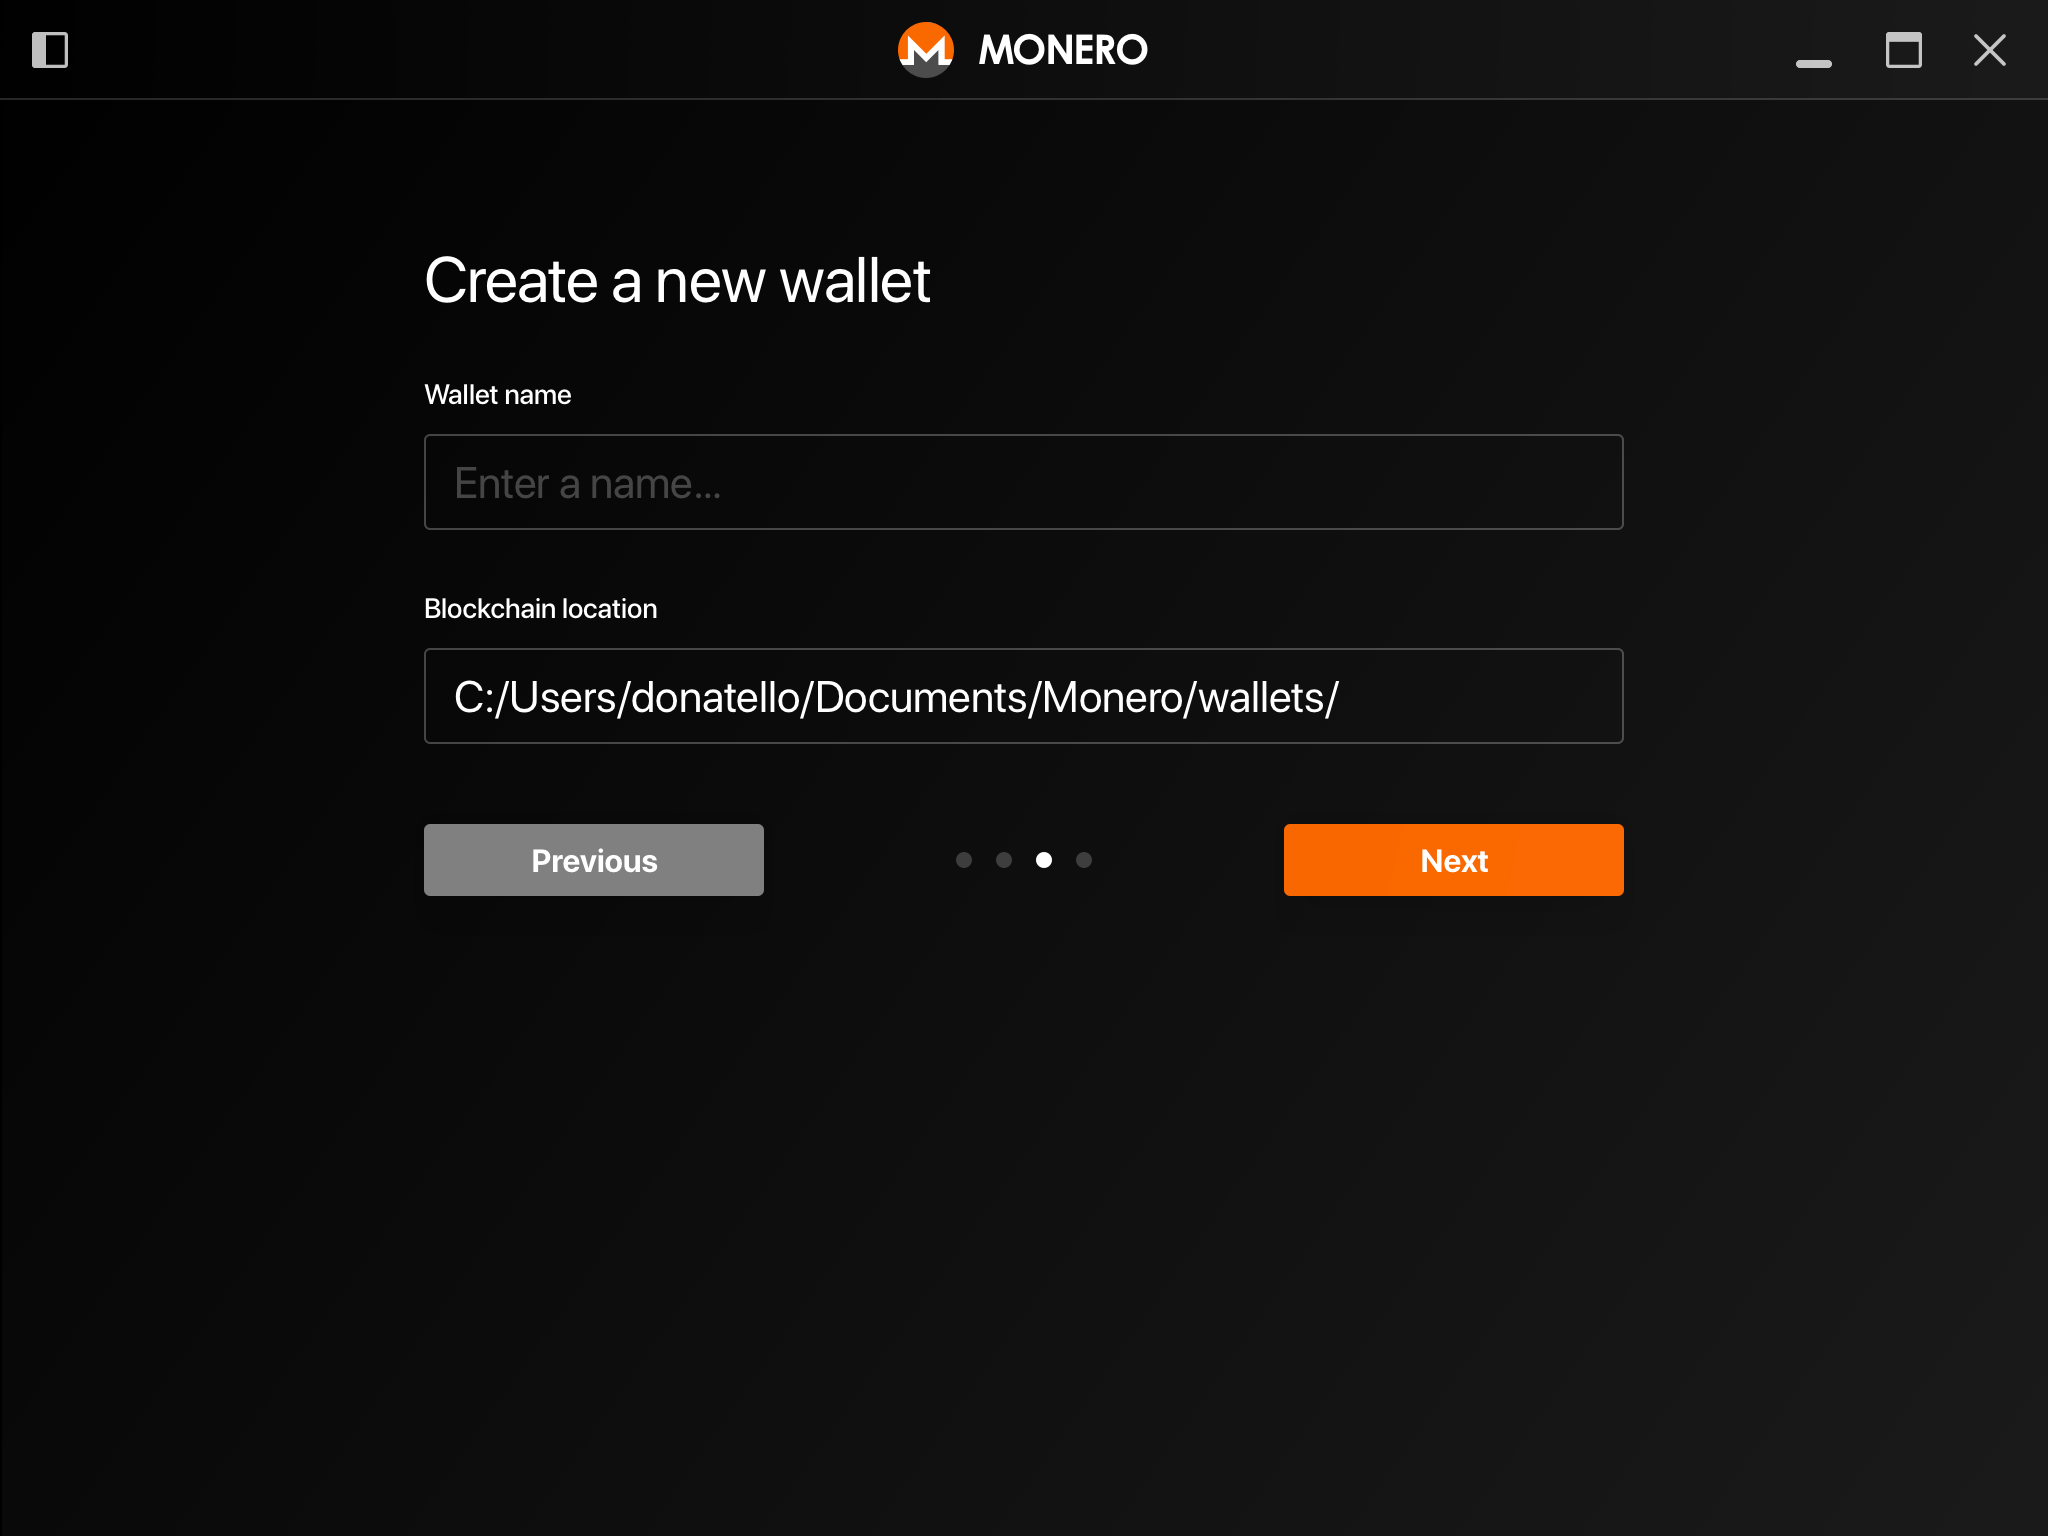 MONERO
Create a new wallet
Wallet name
Enter a name...
Blockchain location
C:/Users/donatello/Documents/Monero/wallets/
Previous
Next